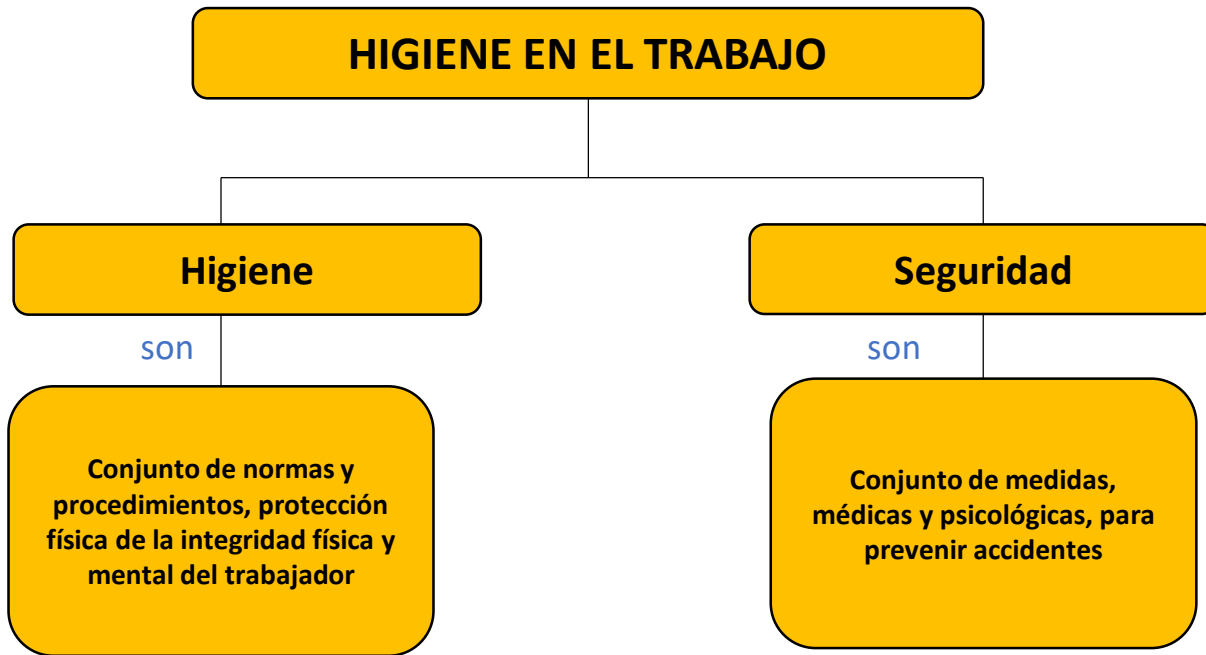 HIGIENE EN EL TRABAJO
Higiene
Seguridad
son
son
Conjunto de normas y
procedimientos, protección
física de la integridad física y
mental del trabajador
Conjunto de medidas,
médicas y psicológicas, para
prevenir accidentes